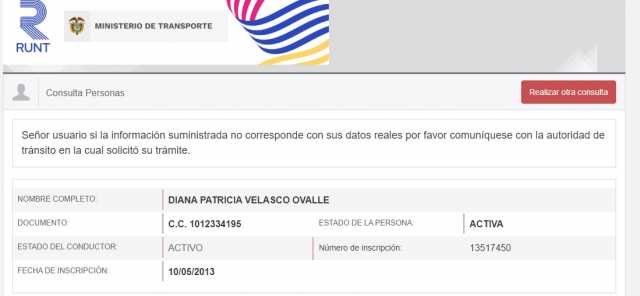 RUNT
MINISTERIO DE TRANSPORTE
Consulta Personas
Realizar otra consulta
Señor usuario si la información suministrada no corresponde con sus datos reales por favor comuníquese con la autoridad de
tránsito en la cual solicitó su trámite.
NOMBRE COMPLETO: DIANA PATRICIA VELASCO OVALLE
DOCUMENTO: C.C. 1012334195 ESTADO DE LA PERSONA: ACTIVA
ESTADO DEL CONDUCTOR: ACTIVO Número de inscripción: 13517450
FECHA DE INSCRIPCIÓN: 10/05/2013